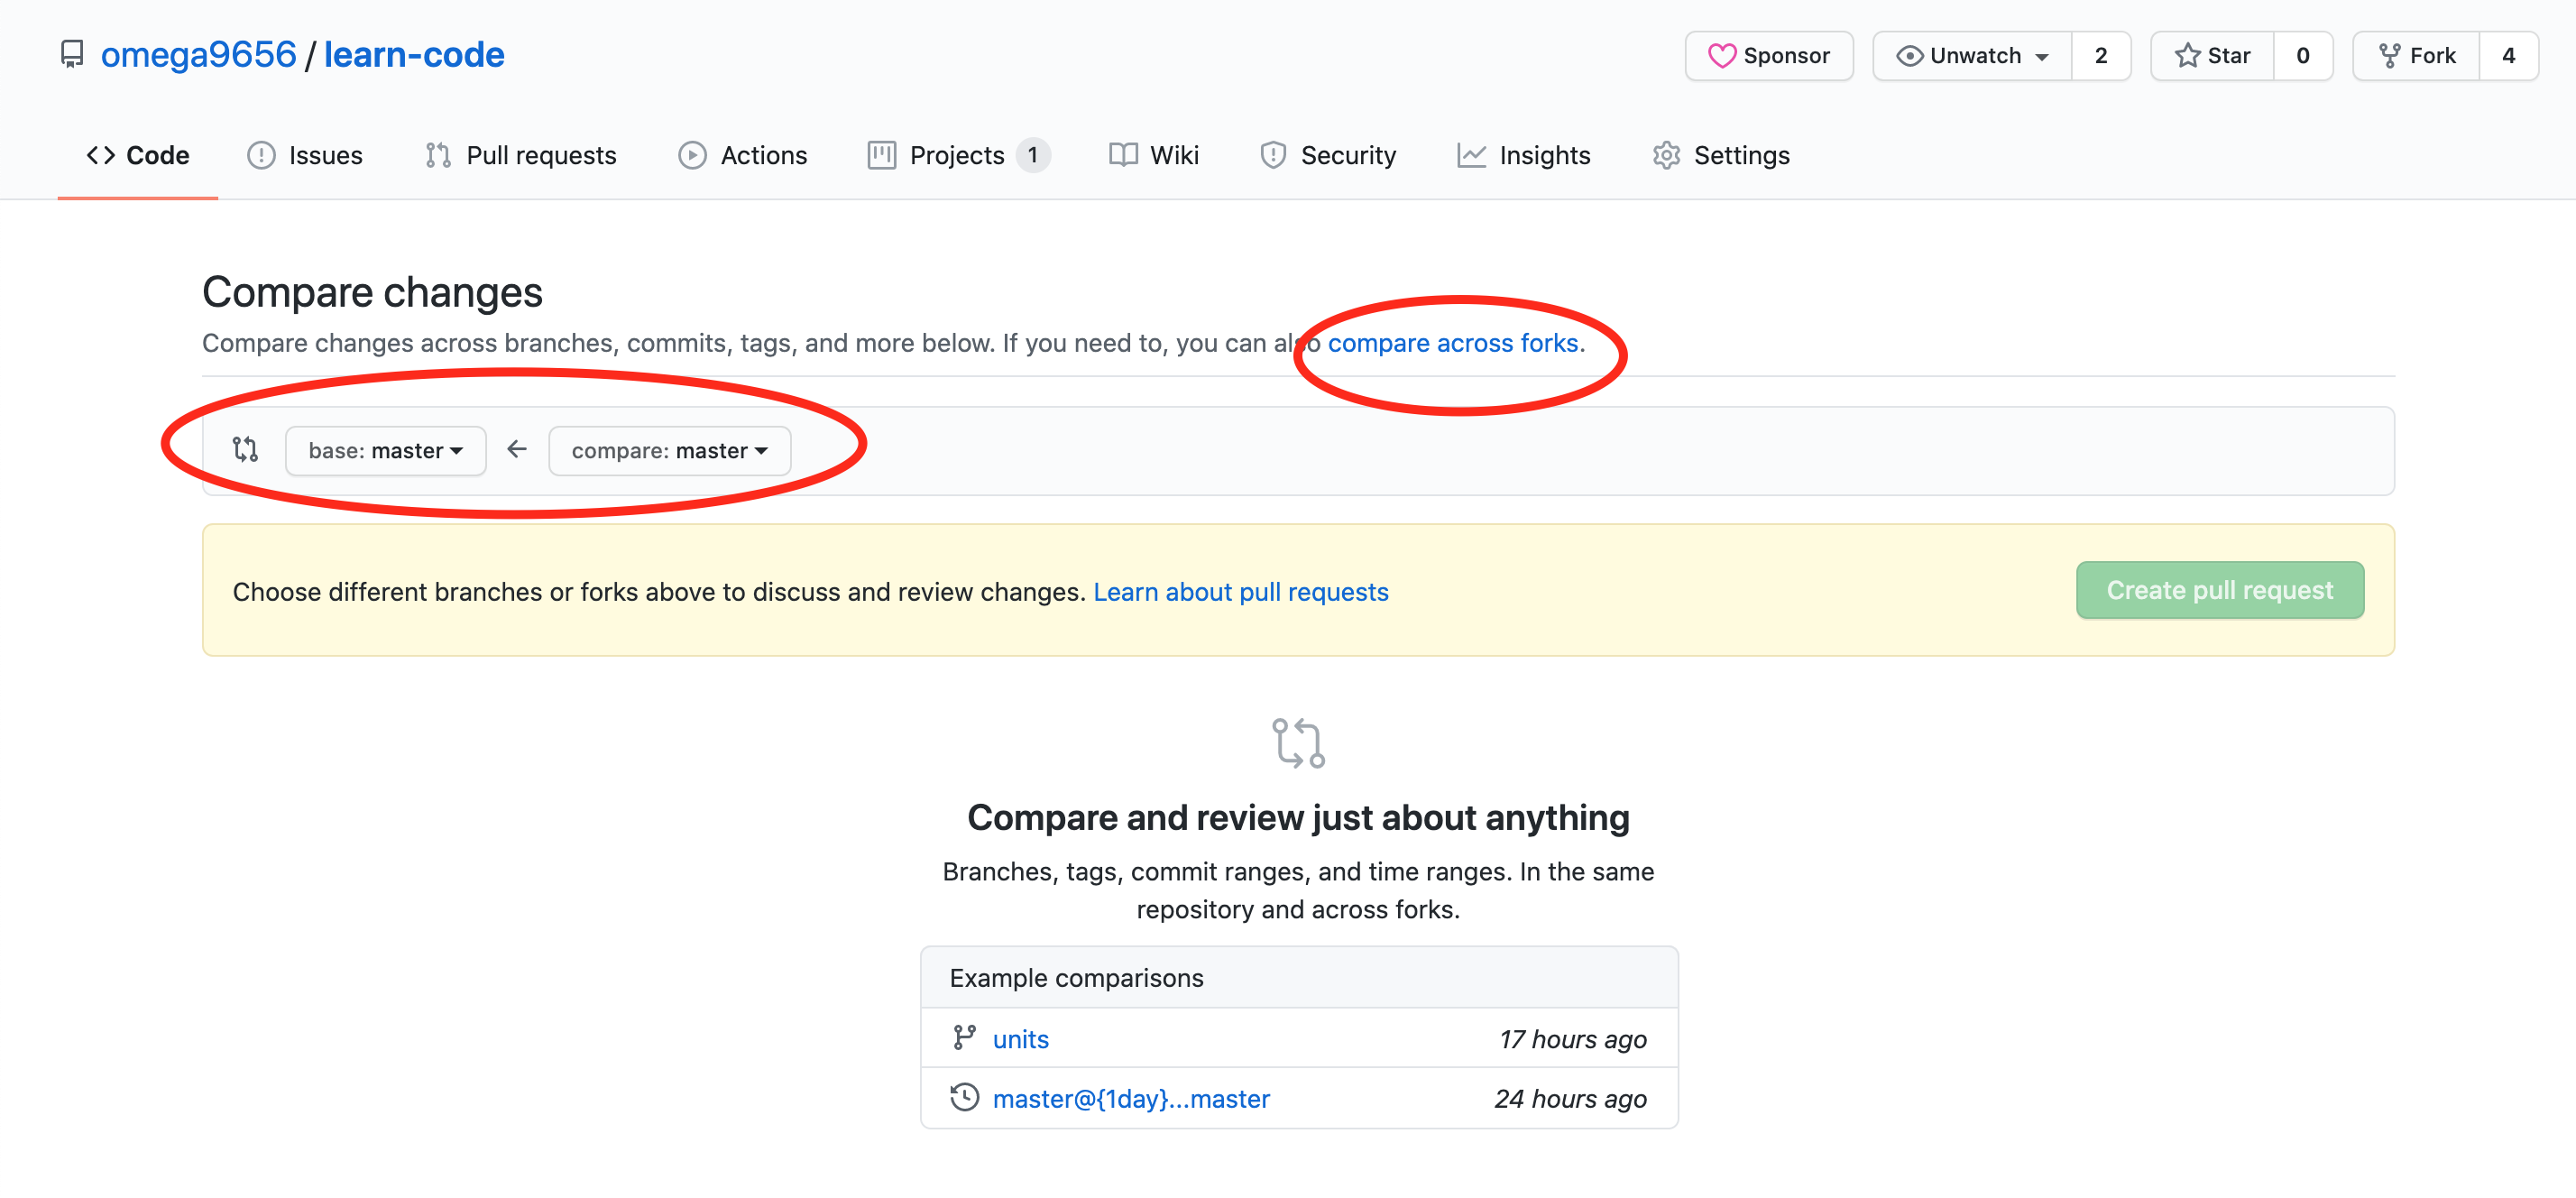 omega9656 / learn-code
Sponsor Unwatch 2 Star 0 Fork 4
Code Issues Pull requests Actions Projects 1 Wiki Security Insights Settings
Compare changes
Compare changes across branches, commits, tags, and more below. If you need to, you can also compare across forks.
base: master ← compare: master
Choose different branches or forks above to discuss and review changes. Learn about pull requests
Create pull request
Compare and review just about anything
Branches, tags, commit ranges, and time ranges. In the same
repository and across forks.
Example comparisons
units 17 hours ago
master@{1day}...master 24 hours ago